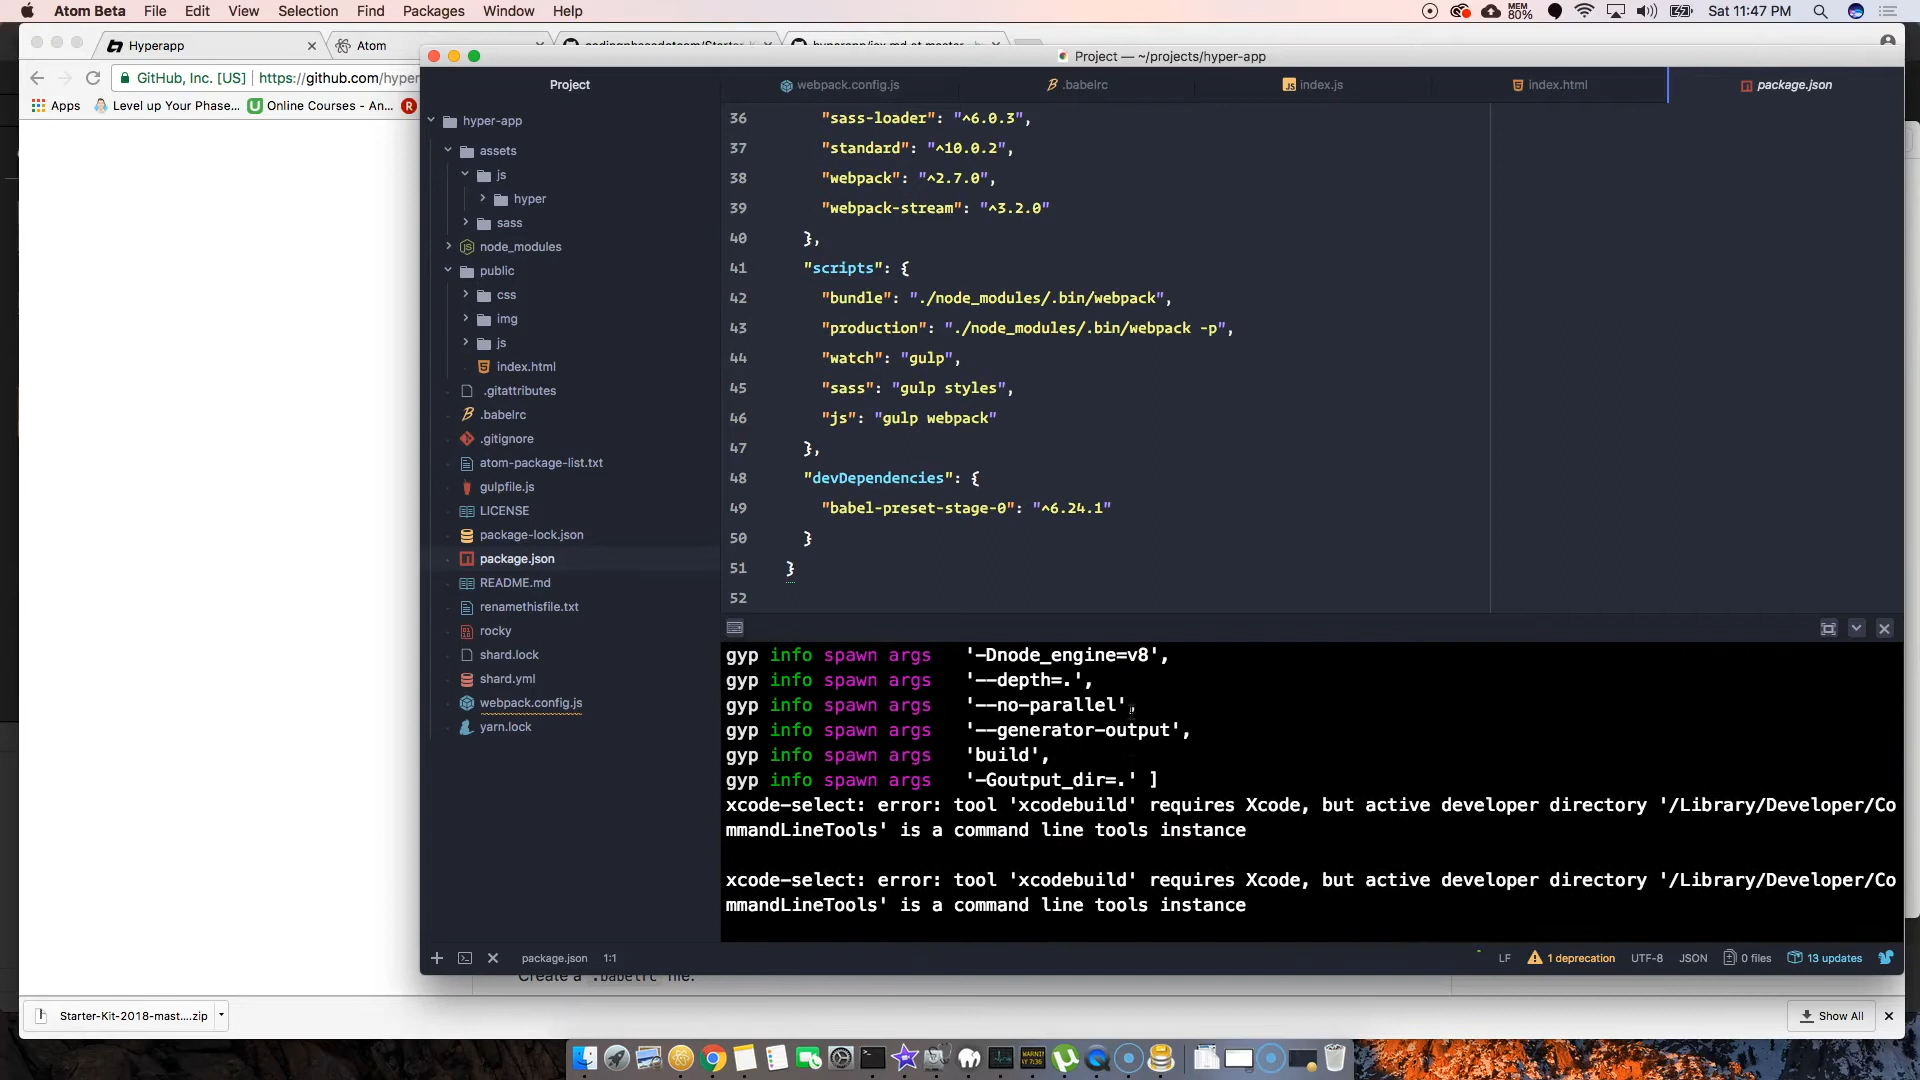 Atom Beta File Edit View Selection Find Packages Window Help
MEM
80%
Sat 11:47 PM
Hyperapp
Atom
Project — ~/projects/hyper-app
GitHub, Inc. [US] https://github.com/hyper
Apps Level up Your Phase... Online Courses - An...
Project
webpack.config.js
.babelrc
index.js
index.html
package.json
hyper-app
assets
js
hyper
sass
node_modules
public
css
img
js
index.html
.gitattributes
.babelrc
.gitignore
atom-package-list.txt
gulpfile.js
LICENSE
package-lock.json
package.json
README.md
renamethisfile.txt
rocky
shard.lock
shard.yml
webpack.config.js
yarn.lock
36 "sass-loader": "^6.0.3",
37 "standard": "^10.0.2",
38 "webpack": "^2.7.0",
39 "webpack-stream": "^3.2.0"
40 },
41 "scripts": {
42 "bundle": "./node_modules/.bin/webpack",
43 "production": "./node_modules/.bin/webpack -p",
44 "watch": "gulp",
45 "sass": "gulp styles",
46 "js": "gulp webpack"
47 },
48 "devDependencies": {
49 "babel-preset-stage-0": "^6.24.1"
50 }
51 }
52
gyp info spawn args '-Dnode_engine=v8',
gyp info spawn args '--depth=.',
gyp info spawn args '--no-parallel',
gyp info spawn args '--generator-output',
gyp info spawn args 'build',
gyp info spawn args '-Goutput_dir=.' ]
xcode-select: error: tool 'xcodebuild' requires Xcode, but active developer directory '/Library/Developer/Co
mmandLineTools' is a command line tools instance
xcode-select: error: tool 'xcodebuild' requires Xcode, but active developer directory '/Library/Developer/Co
mmandLineTools' is a command line tools instance
package.json 1:1
LF 1 deprecation UTF-8 JSON 0 files 13 updates
Create a .babelrc file.
Starter-Kit-2018-mast....zip
Show All